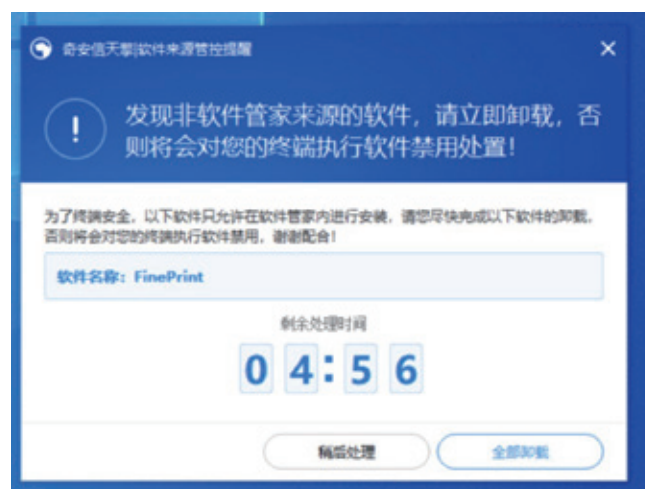 奇安信天擎|软件来源管控提醒
发现非软件管家来源的软件，请立即卸载，否
则将会对您的终端执行软件禁用处置！
为了终端安全，以下软件只允许在软件管家内进行安装，请您尽快完成以下软件的卸载，
否则将会对您的终端执行软件禁用，谢谢配合！
软件名称：FinePrint
剩余处理时间
04:56
稍后处理 全部卸载